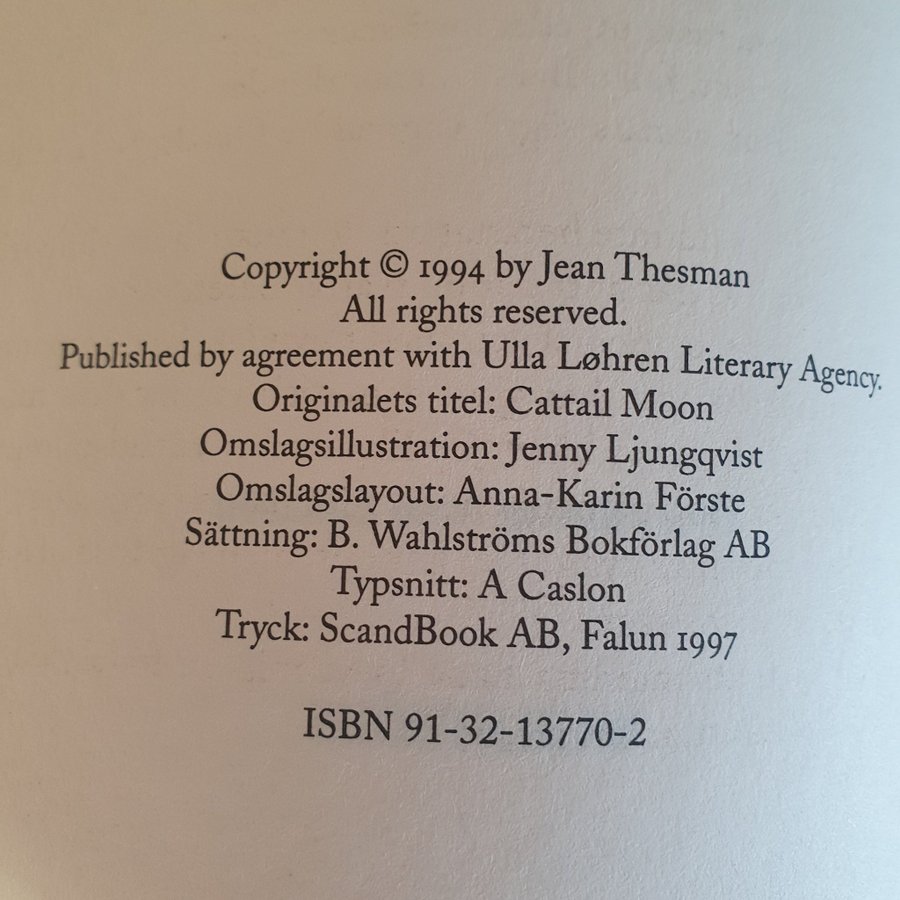 Copyright © 1994 by Jean Thesman
All rights reserved.
Published by agreement with Ulla Løhren Literary Agency.
Originalets titel: Cattail Moon
Omslagsillustration: Jenny Ljungqvist
Omslagslayout: Anna-Karin Förste
Sättning: B. Wahlströms Bokförlag AB
Typsnitt: A Caslon
Tryck: ScandBook AB, Falun 1997
ISBN 91-32-13770-2